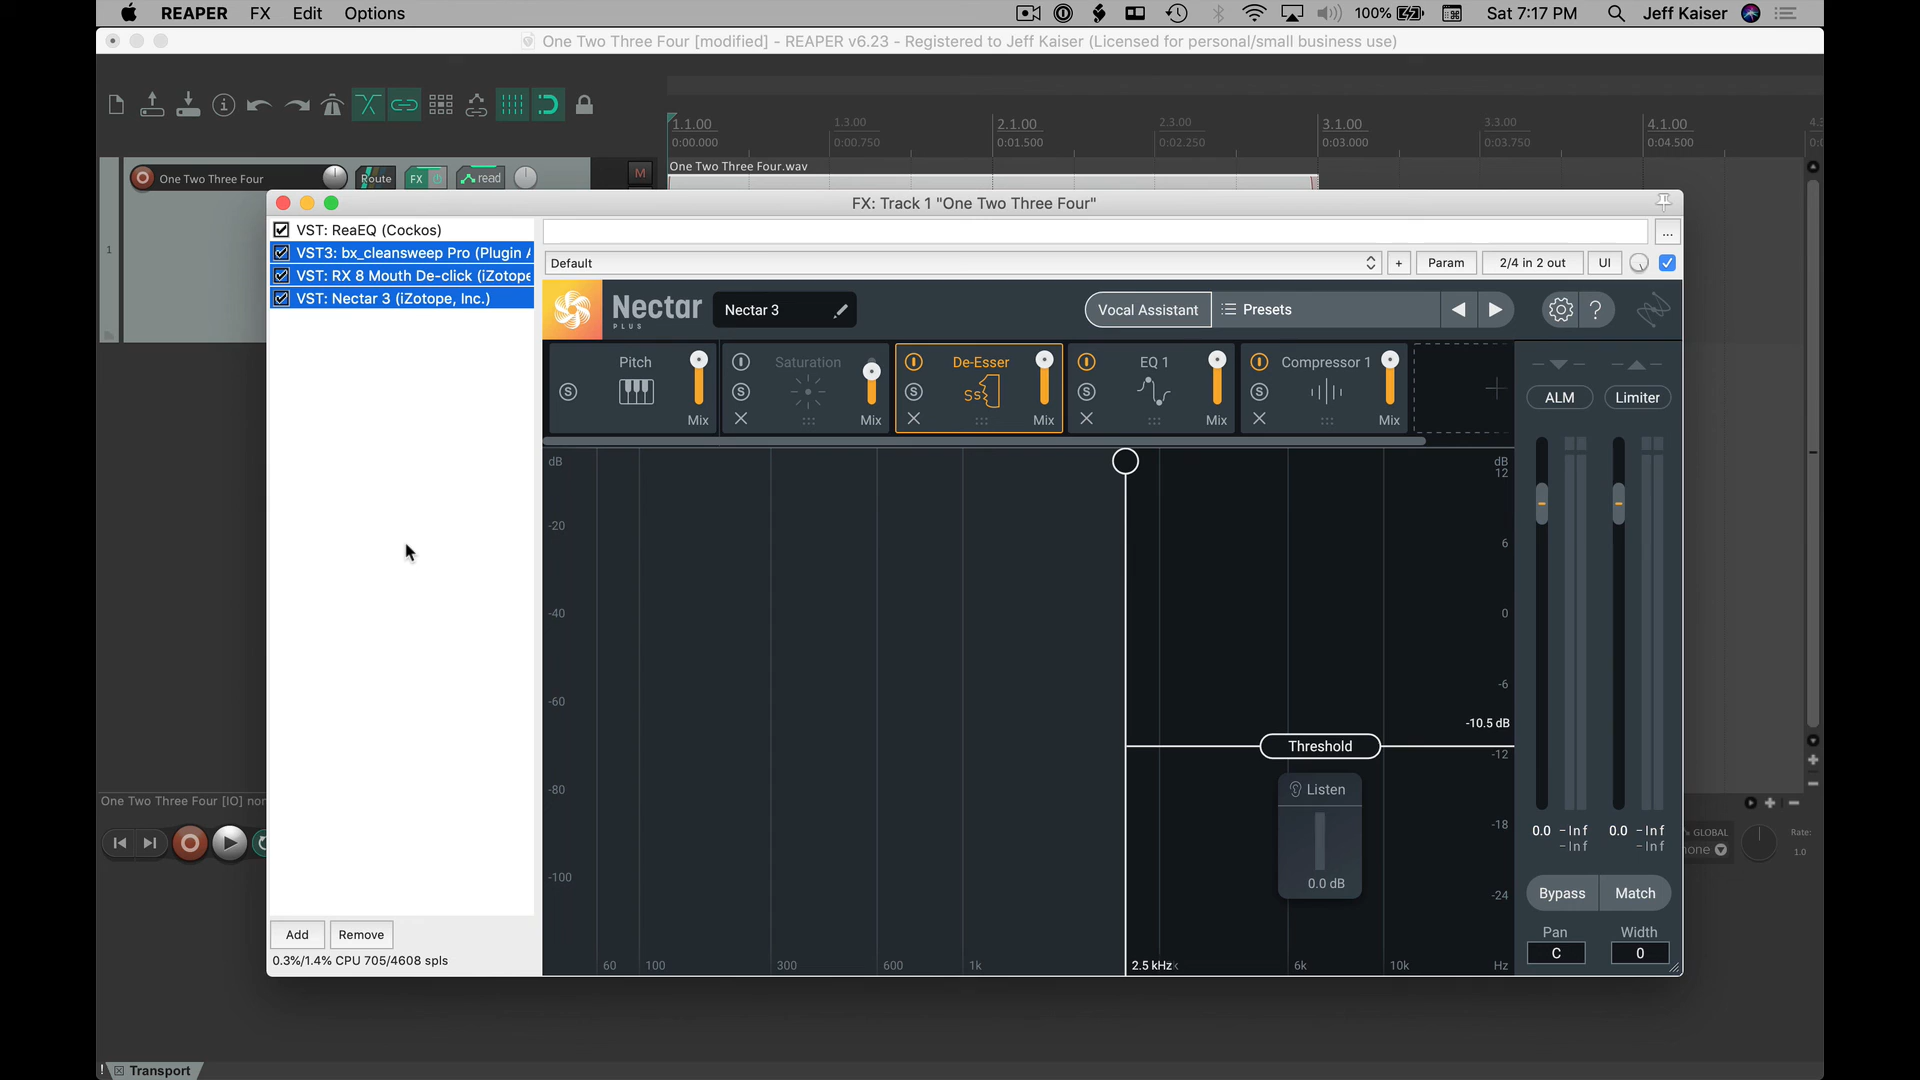 REAPER FX Edit Options 100% Sat 7:17 PM Jeff Kaiser
One Two Three Four [modified] - REAPER v6.23 - Registered to Jeff Kaiser (Licensed for personal/small business use)
1.1.00 1.3.00 2.1.00 2.3.00 3.1.00 3.3.00 4.1.00
0:00.000 0:00.750 0:01.500 0:02.250 0:03.000 0:03.750 0:04.500
One Two Three Four.wav
One Two Three Four Route FX read M
1
FX: Track 1 "One Two Three Four"
VST: ReaEQ (Cockos)
VST3: bx_cleansweep Pro (Plugin
VST: RX 8 Mouth De-click (iZotope
VST: Nectar 3 (iZotope, Inc.)
...
Default + Param 2/4 in 2 out UI
Nectar PLUS Nectar 3 Vocal Assistant Presets ?
Pitch Saturation De-Esser EQ 1 Compressor 1
S S S S S
Mix Mix Mix Mix Mix
ALM Limiter
dB dB
12
-20
6
-40 0
-60 -6
-10.5 dB
Threshold -12
-80 Listen
-18
-100 0.0 dB -24
60 100 300 600 1k 2.5 kHz 6k 10k Hz
0.0 -Inf 0.0 -Inf
-Inf -Inf
Bypass Match
Pan Width
C 0
Add Remove
0.3%/1.4% CPU 705/4608 spls
One Two Three Four [IO]
GLOBAL
none
Rate:
1.0
! Transport